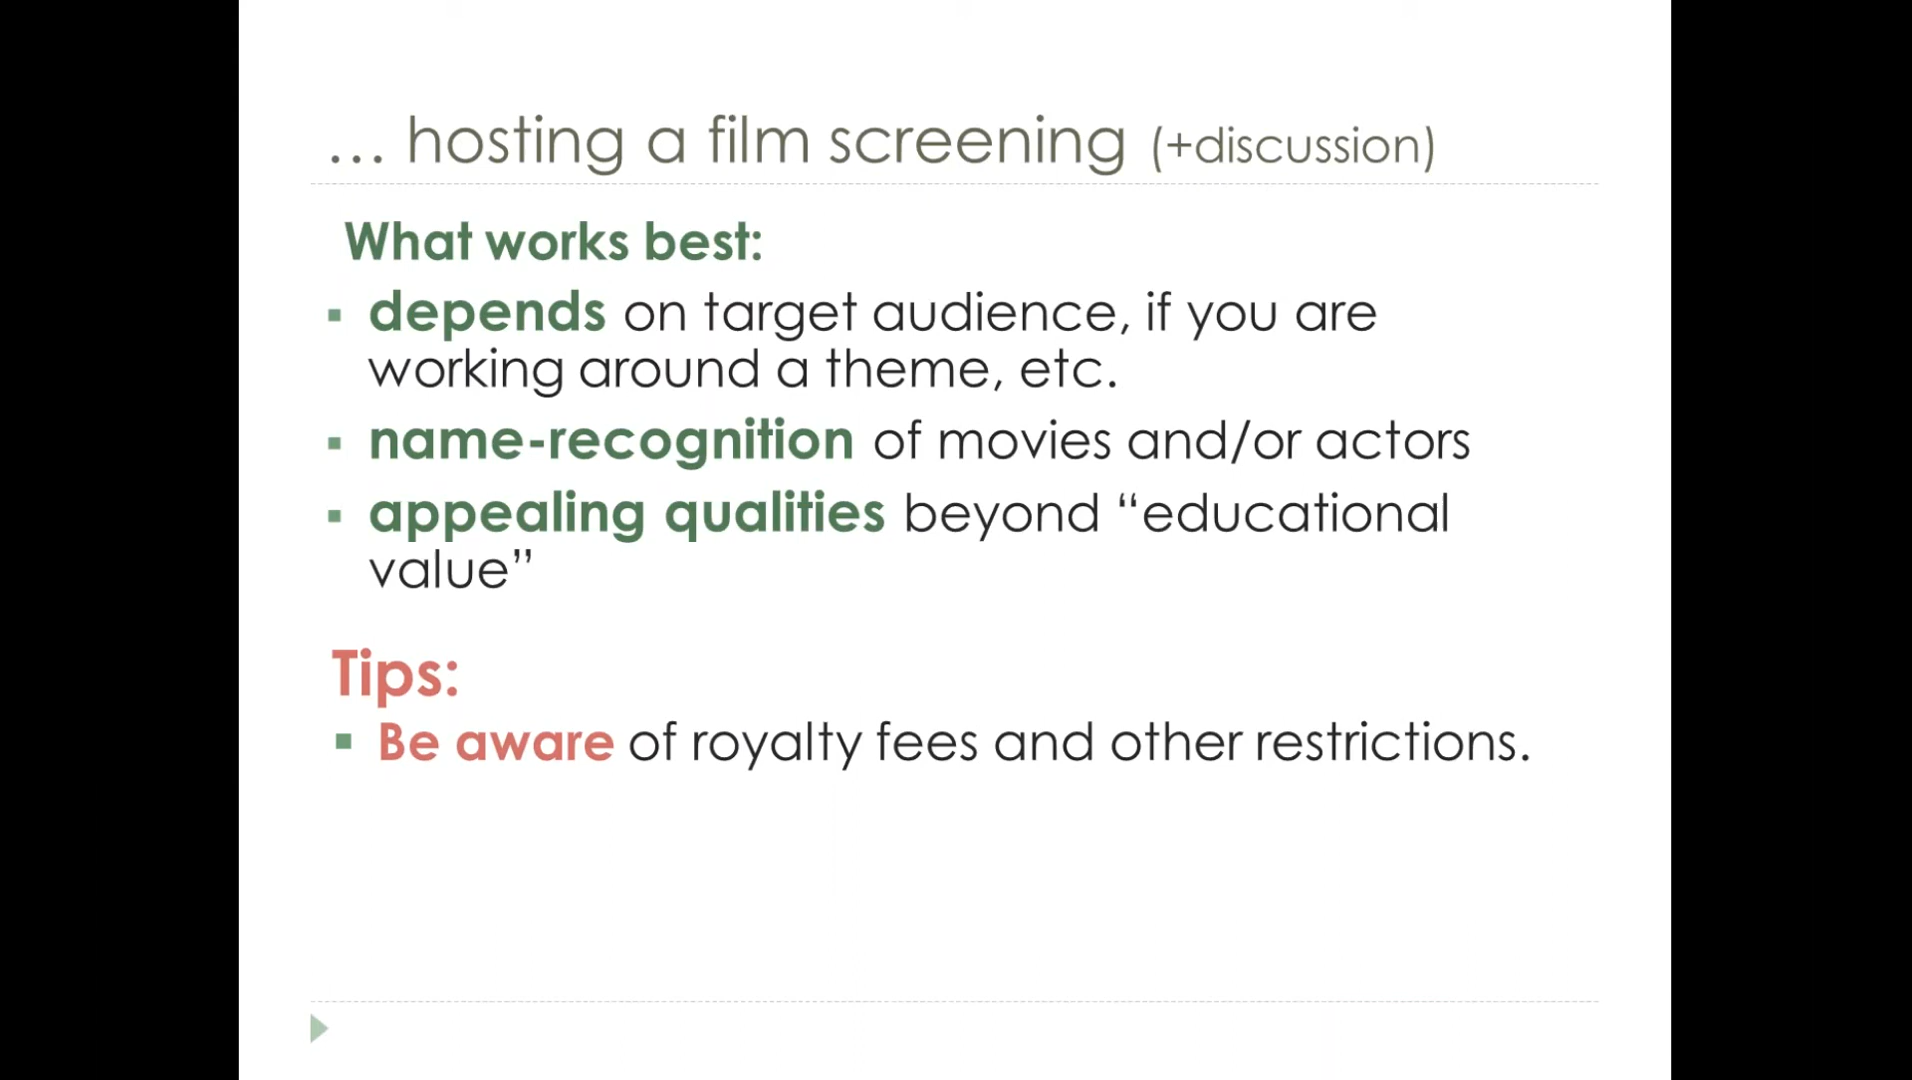 … hosting a film screening (+discussion)
What works best:
▪ depends on target audience, if you are
working around a theme, etc.
▪ name-recognition of movies and/or actors
▪ appealing qualities beyond “educational
value”
Tips:
▪ Be aware of royalty fees and other restrictions.